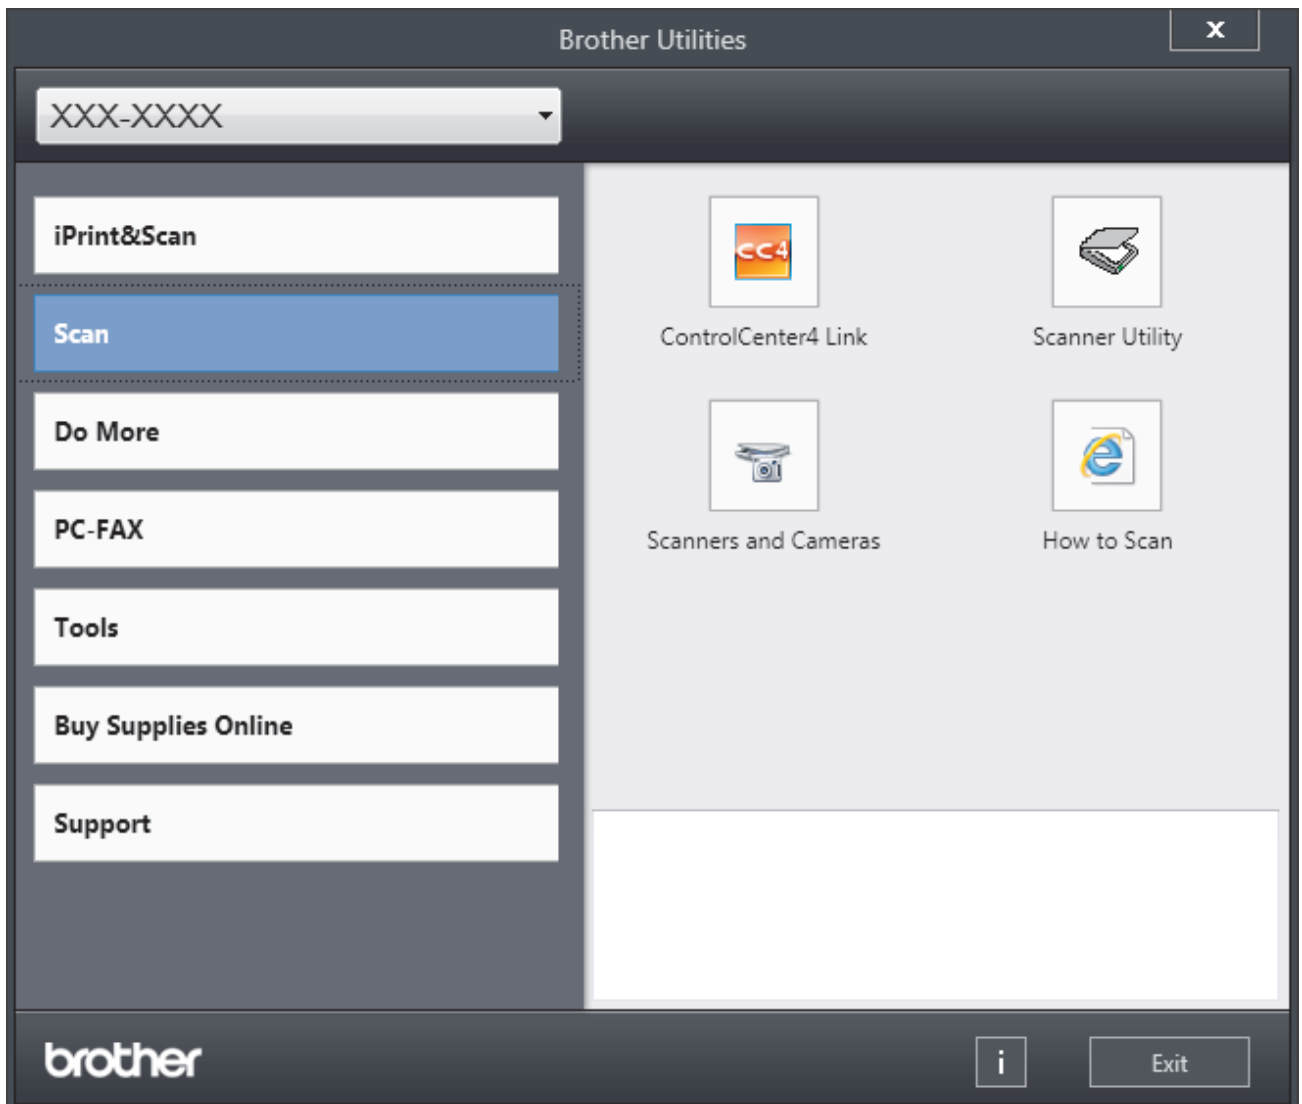 Brother Utilities
x
XXX-XXXX
iPrint&Scan
Scan
Do More
PC-FAX
Tools
Buy Supplies Online
Support
CC4
ControlCenter4 Link
Scanner Utility
Scanners and Cameras
How to Scan
brother
i
Exit